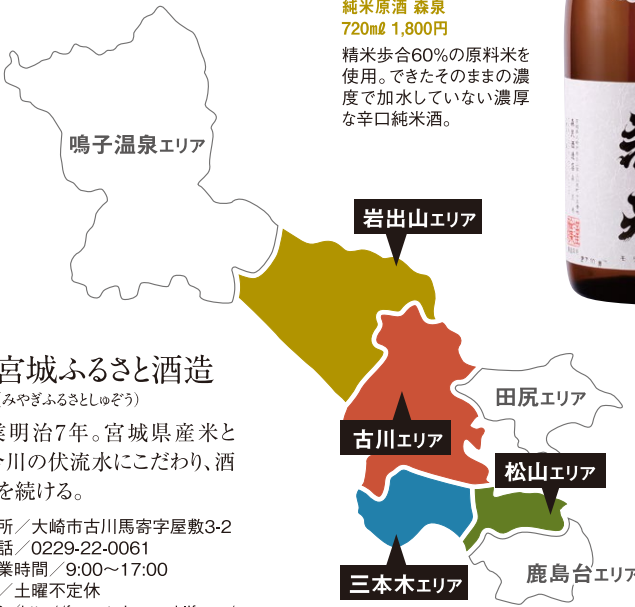 純米原酒 森泉
720㎖ 1,800円
精米歩合60%の原料米を
使用。できたそのままの濃
度で加水していない濃厚
な辛口純米酒。
鳴子温泉エリア
岩出山エリア
古川エリア
田尻エリア
松山エリア
三本木エリア
鹿島台エリア
宮城ふるさと酒造
(みやぎふるさとしゅぞう)
業明治7年。宮城県産米と
川の伏流水にこだわり、酒
を続ける。
所/大崎市古川馬寄字屋敷3-2
話/0229-22-0061
業時間/9:00〜17:00
/土曜不定休